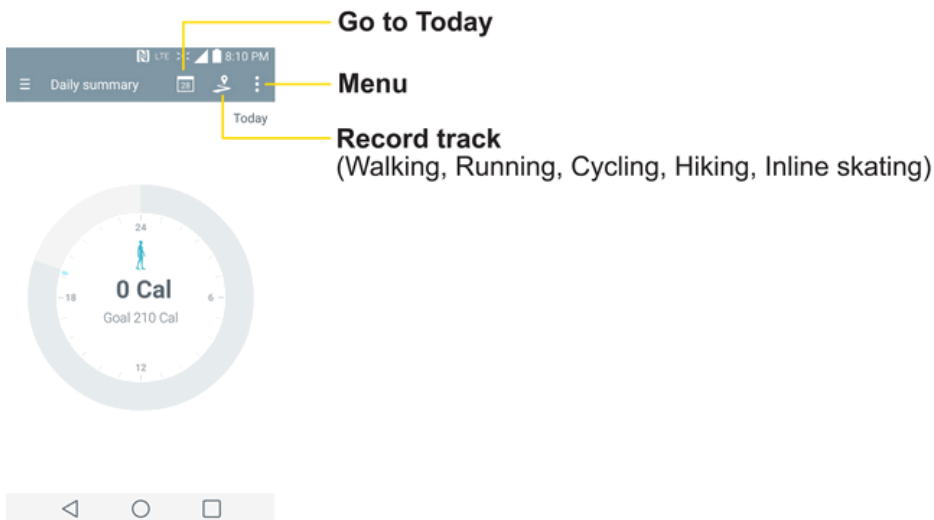 Go to Today
LTE 8:10 PM
Daily summary 28
Menu
Today
Record track
(Walking, Running, Cycling, Hiking, Inline skating)
24
0 Cal
18 6
Goal 210 Cal
12